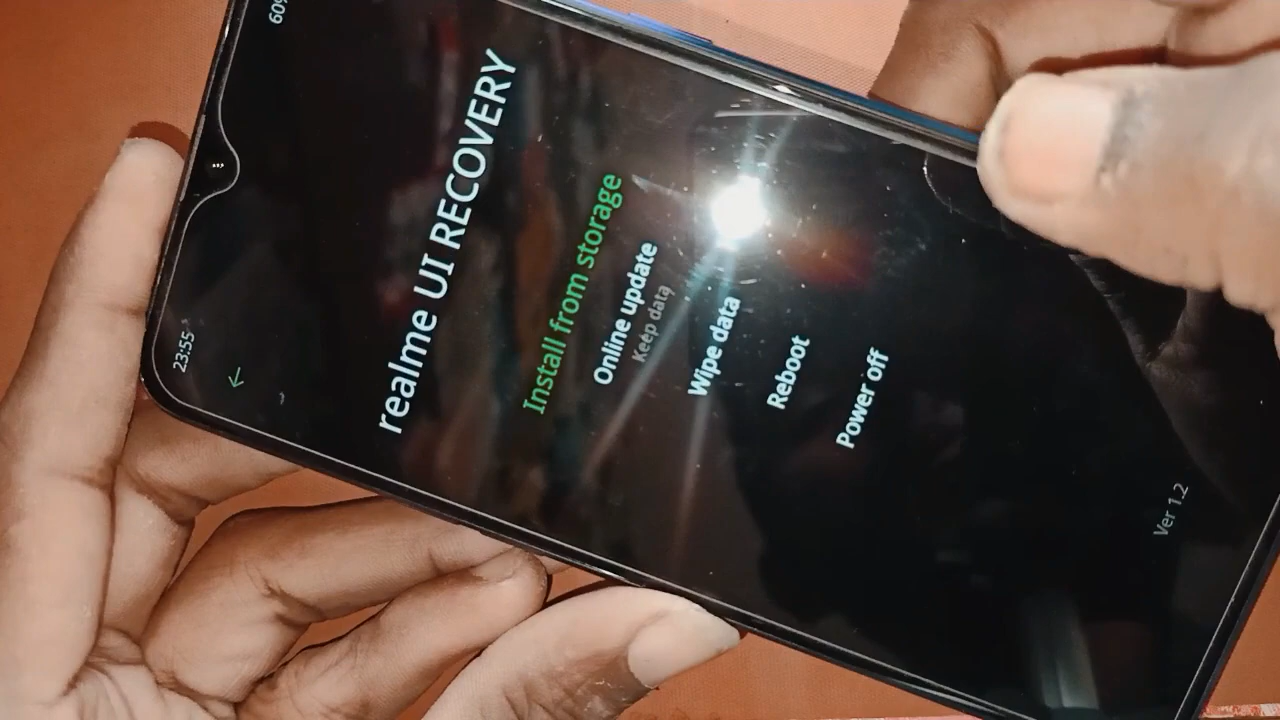 23:55
realme UI RECOVERY
Install from storage
Online update
Keep data
Wipe data
Reboot
Power off
Ver 1.2